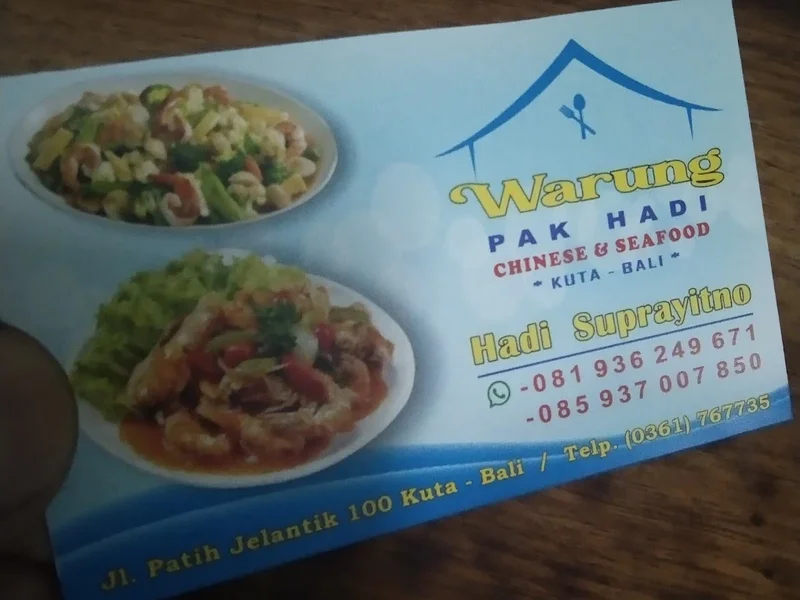 Warung
PAK HADI
CHINESE & SEAFOOD
* KUTA - BALI *
Hadi Suprayitno
-081 936 249 671
-085 937 007 850
Jl. Patih Jelantik 100 Kuta - Bali / Telp. (0361) 767735